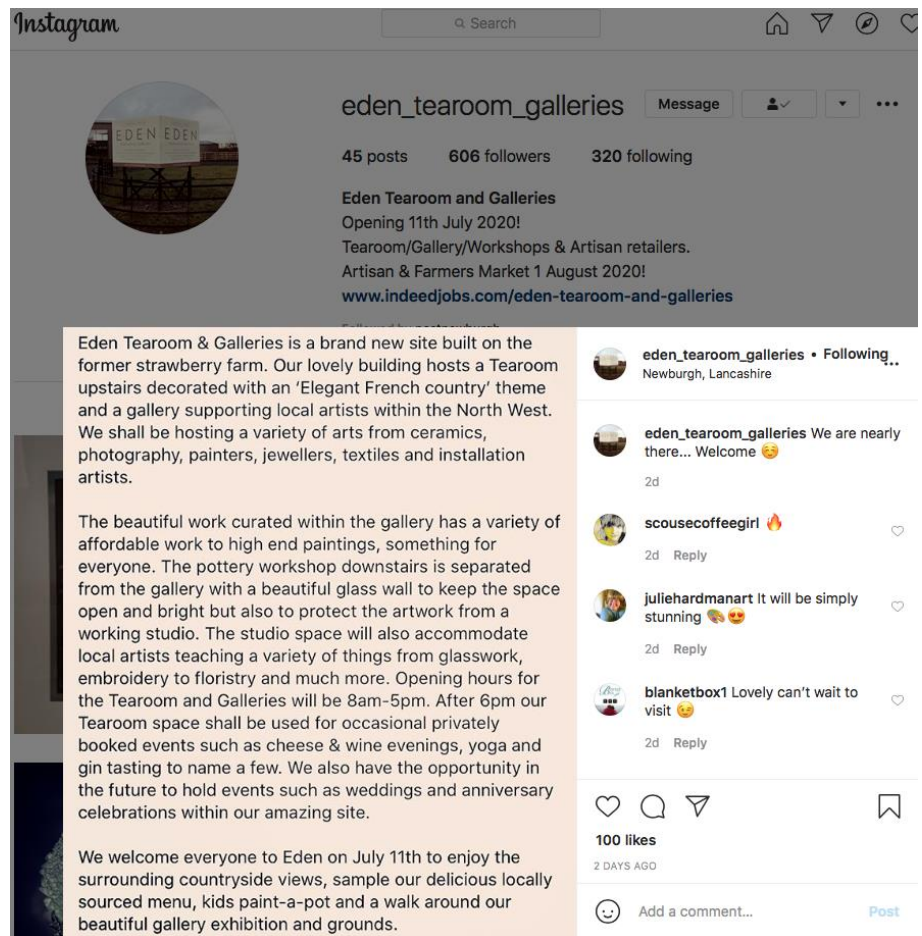 Instagram
Search
eden_tearoom_galleries Message
EDEN EDEN
45 posts 606 followers 320 following
Eden Tearoom and Galleries
Opening 11th July 2020!
Tearoom/Gallery/Workshops & Artisan retailers.
Artisan & Farmers Market 1 August 2020!
www.indeedjobs.com/eden-tearoom-and-galleries
Eden Tearoom & Galleries is a brand new site built on the
former strawberry farm. Our lovely building hosts a Tearoom
upstairs decorated with an ‘Elegant French country’ theme
and a gallery supporting local artists within the North West.
We shall be hosting a variety of arts from ceramics,
photography, painters, jewellers, textiles and installation
artists.
The beautiful work curated within the gallery has a variety of
affordable work to high end paintings, something for
everyone. The pottery workshop downstairs is separated
from the gallery with a beautiful glass wall to keep the space
open and bright but also to protect the artwork from a
working studio. The studio space will also accommodate
local artists teaching a variety of things from glasswork,
embroidery to floristry and much more. Opening hours for
the Tearoom and Galleries will be 8am-5pm. After 6pm our
Tearoom space shall be used for occasional privately
booked events such as cheese & wine evenings, yoga and
gin tasting to name a few. We also have the opportunity in
the future to hold events such as weddings and anniversary
celebrations within our amazing site.
We welcome everyone to Eden on July 11th to enjoy the
surrounding countryside views, sample our delicious locally
sourced menu, kids paint-a-pot and a walk around our
beautiful gallery exhibition and grounds.
eden_tearoom_galleries • Following
Newburgh, Lancashire
eden_tearoom_galleries We are nearly
there... Welcome ☺️
2d
scousecoffeegirl 🔥
2d Reply
juliehardmanart It will be simply
stunning 🎨😍
2d Reply
blanketbox1 Lovely can’t wait to
visit 😉
2d Reply
100 likes
2 DAYS AGO
Add a comment... Post